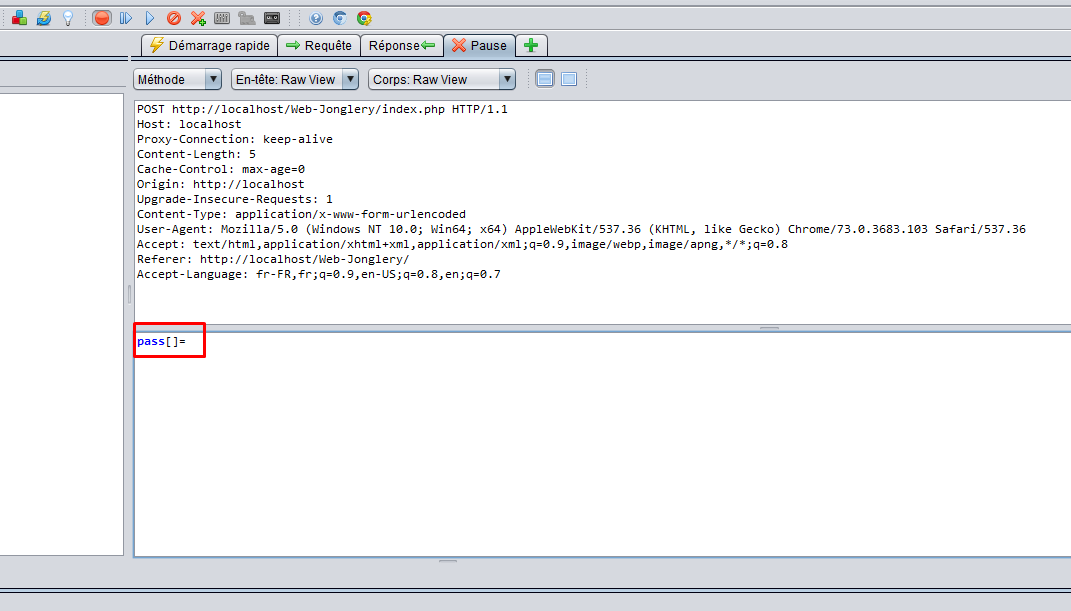 Démarrage rapide Requête Réponse Pause
Méthode En-tête: Raw View Corps: Raw View
POST http://localhost/Web-Jonglery/index.php HTTP/1.1
Host: localhost
Proxy-Connection: keep-alive
Content-Length: 5
Cache-Control: max-age=0
Origin: http://localhost
Upgrade-Insecure-Requests: 1
Content-Type: application/x-www-form-urlencoded
User-Agent: Mozilla/5.0 (Windows NT 10.0; Win64; x64) AppleWebKit/537.36 (KHTML, like Gecko) Chrome/73.0.3683.103 Safari/537.36
Accept: text/html,application/xhtml+xml,application/xml;q=0.9,image/webp,image/apng,*/*;q=0.8
Referer: http://localhost/Web-Jonglery/
Accept-Language: fr-FR,fr;q=0.9,en-US;q=0.8,en;q=0.7
pass[]=